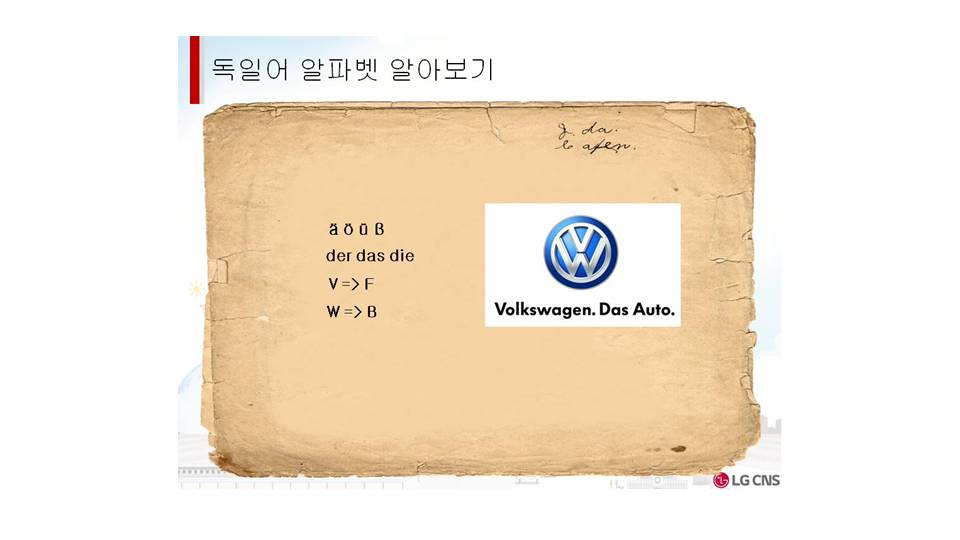 독일어 알파벳 알아보기
ä ö ü ß
der das die
V => F
W => B
Volkswagen. Das Auto.
LG CNS